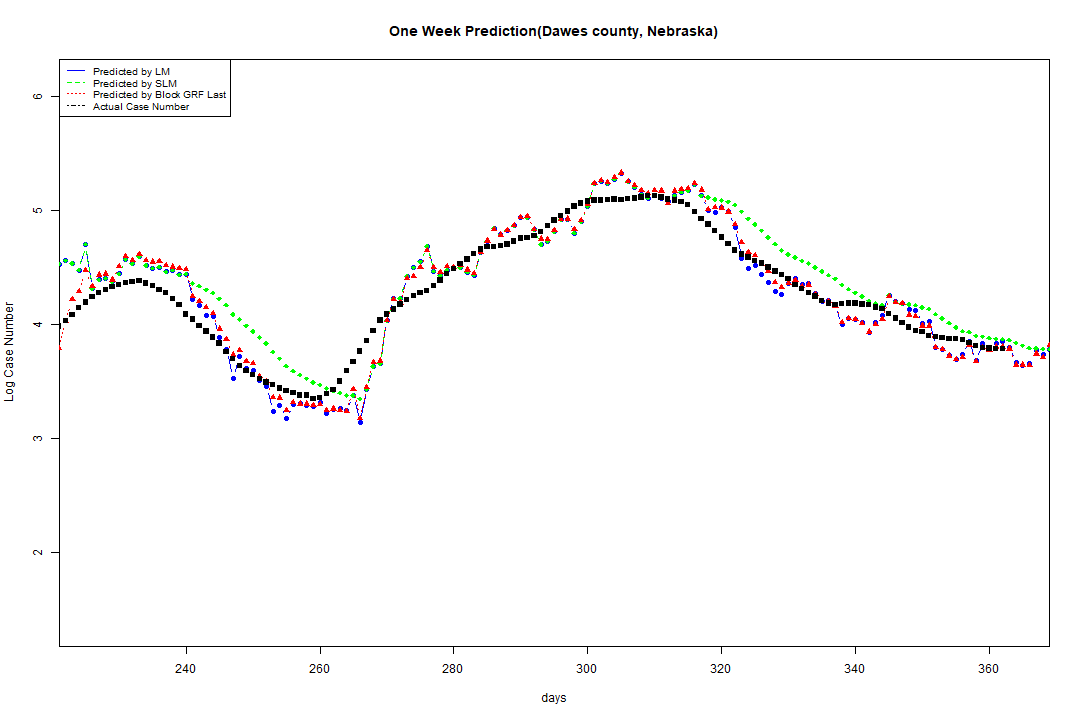 One Week Prediction(Dawes county, Nebraska)
Predicted by LM
Predicted by SLM
Predicted by Block GRF Last
Actual Case Number
6
5
4
3
2
Log Case Number
240
260
280
300
320
340
360
days